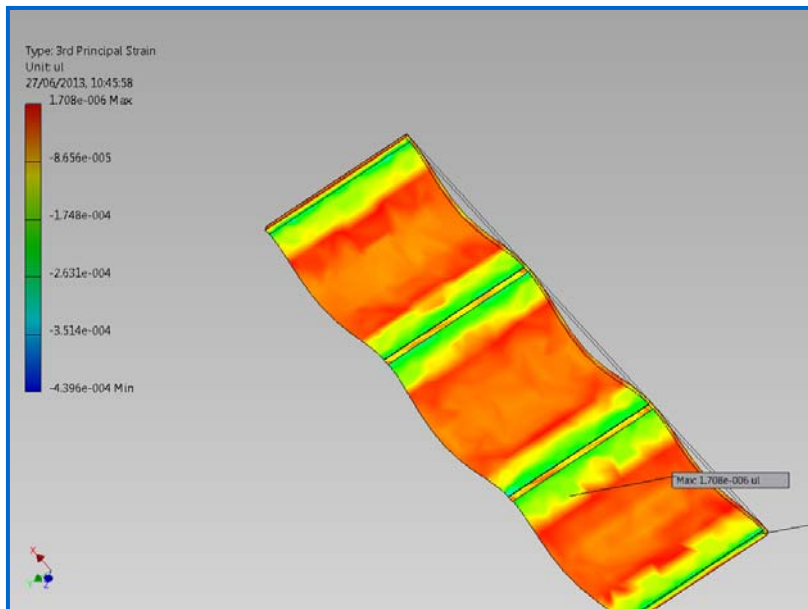 Type: 3rd Principal Strain
Unit: ul
27/06/2013, 10:45:58
1.708e-006 Max
-8.656e-005
-1.748e-004
-2.631e-004
-3.514e-004
-4.396e-004 Min
Max: 1.708e-006 ul
X
Y
Z